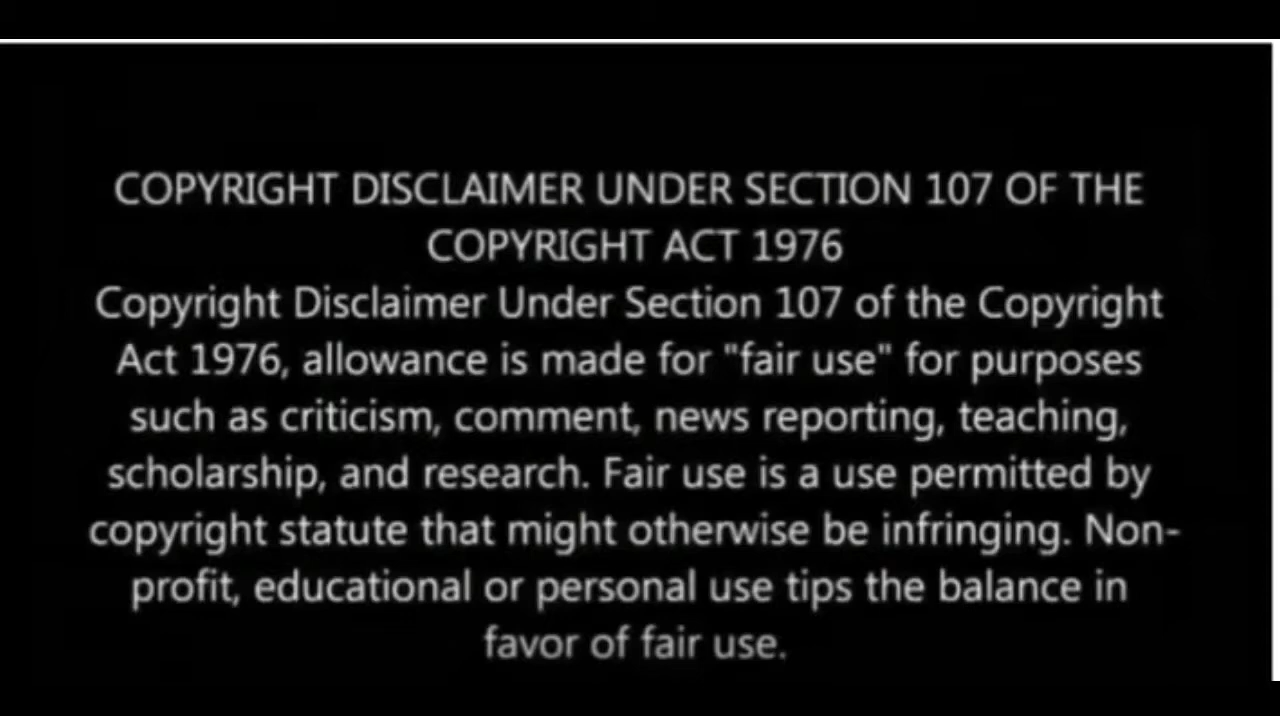 COPYRIGHT DISCLAIMER UNDER SECTION 107 OF THE
COPYRIGHT ACT 1976
Copyright Disclaimer Under Section 107 of the Copyright
Act 1976, allowance is made for "fair use" for purposes
such as criticism, comment, news reporting, teaching,
scholarship, and research. Fair use is a use permitted by
copyright statute that might otherwise be infringing. Non-
profit, educational or personal use tips the balance in
favor of fair use.